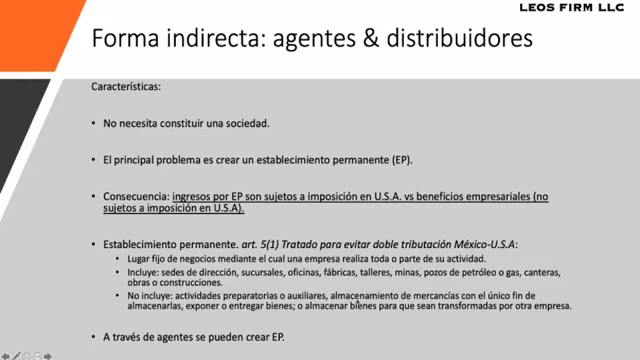 LEOS FIRM LLC
Forma indirecta: agentes & distribuidores
Características:
• No necesita constituir una sociedad.
• El principal problema es crear un establecimiento permanente (EP).
• Consecuencia: ingresos por EP son sujetos a imposición en U.S.A. vs beneficios empresariales (no
sujetos a imposición en U.S.A).
• Establecimiento permanente. art. 5(1) Tratado para evitar doble tributación México-U.S.A:
• Lugar fijo de negocios mediante el cual una empresa realiza toda o parte de su actividad.
• Incluye: sedes de dirección, sucursales, oficinas, fábricas, talleres, minas, pozos de petróleo o gas, canteras,
obras o construcciones.
• No incluye: actividades preparatorias o auxiliares, almacenamiento de mercancías con el único fin de
almacenarlas, exponer o entregar bienes; o almacenar bienes para que sean transformadas por otra empresa.
• A través de agentes se pueden crear EP.